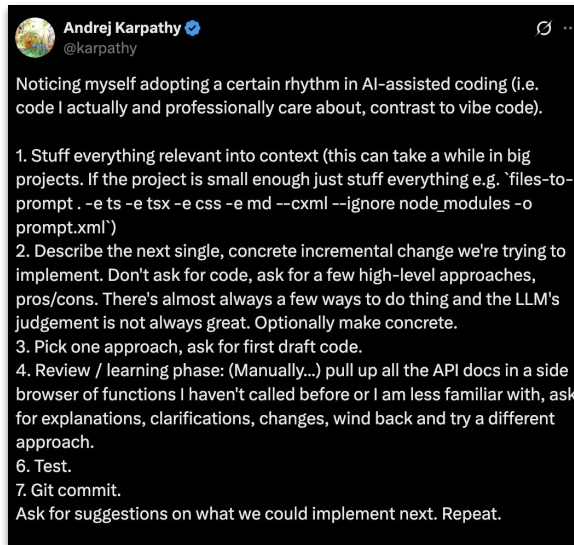 Andrej Karpathy
@karpathy
Noticing myself adopting a certain rhythm in AI-assisted coding (i.e.
code I actually and professionally care about, contrast to vibe code).
1. Stuff everything relevant into context (this can take a while in big
projects. If the project is small enough just stuff everything e.g. `files-to-
prompt . -e ts -e tsx -e css -e md --cxml --ignore node_modules -o
prompt.xml`)
2. Describe the next single, concrete incremental change we're trying to
implement. Don't ask for code, ask for a few high-level approaches,
pros/cons. There's almost always a few ways to do thing and the LLM's
judgement is not always great. Optionally make concrete.
3. Pick one approach, ask for first draft code.
4. Review / learning phase: (Manually...) pull up all the API docs in a side
browser of functions I haven't called before or I am less familiar with, ask
for explanations, clarifications, changes, wind back and try a different
approach.
6. Test.
7. Git commit.
Ask for suggestions on what we could implement next. Repeat.